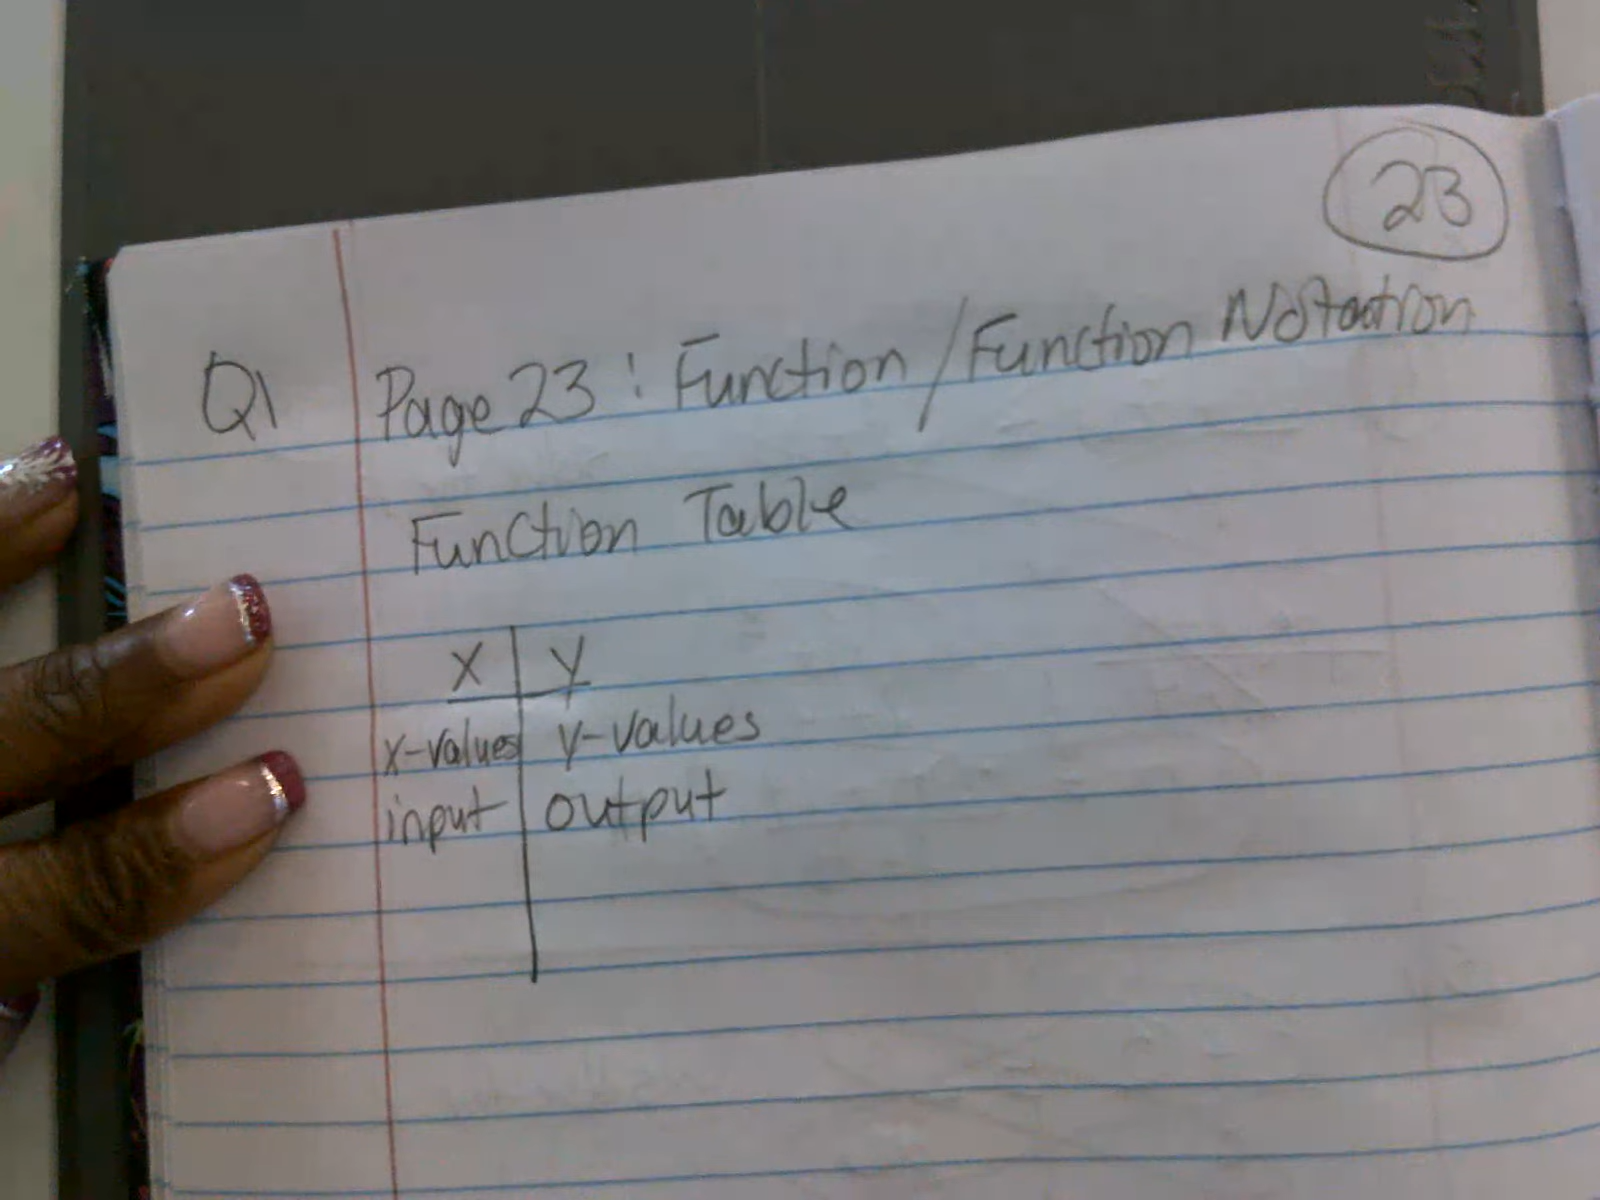 23
Q1 Page 23: Function/Function Notation
Function Table
x y
x-values y-values
input output